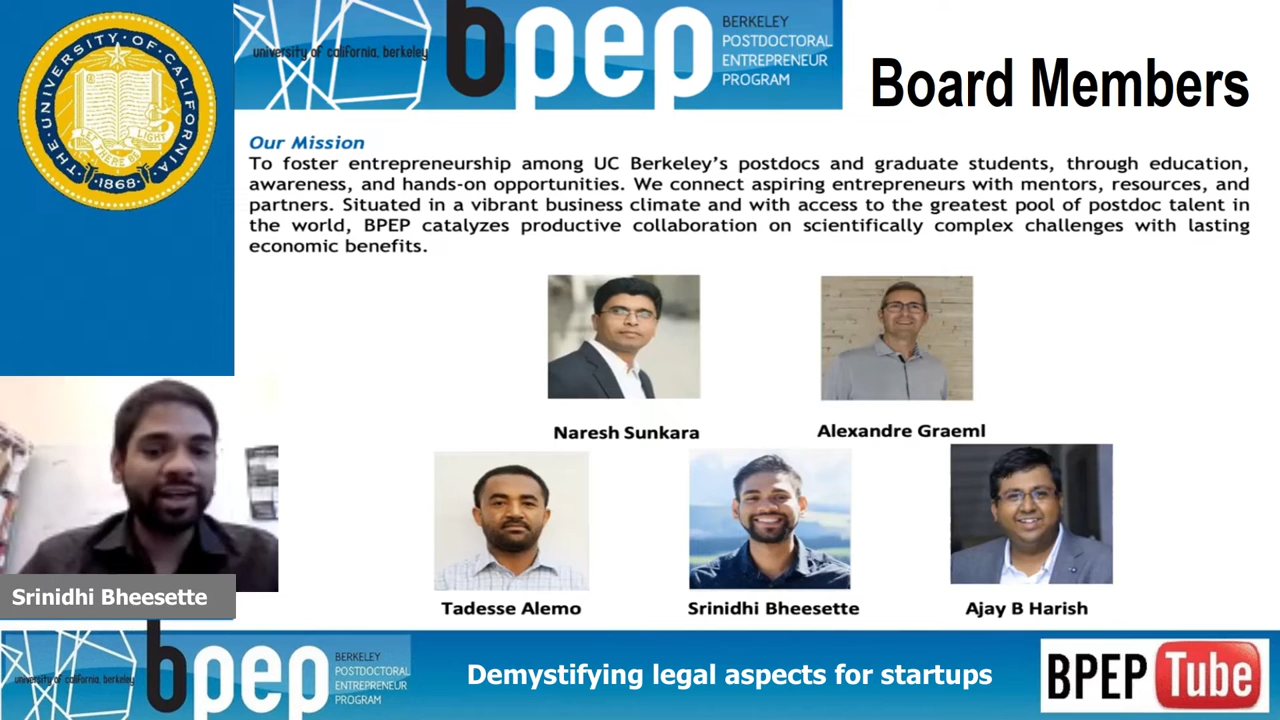 THE · UNIVERSITY · OF · CALIFORNIA
LET THERE BE LIGHT
·1868·
university of california, berkeley
bpep
BERKELEY
POSTDOCTORAL
ENTREPRENEUR
PROGRAM
Board Members
Our Mission
To foster entrepreneurship among UC Berkeley's postdocs and graduate students, through education,
awareness, and hands-on opportunities. We connect aspiring entrepreneurs with mentors, resources, and
partners. Situated in a vibrant business climate and with access to the greatest pool of postdoc talent in
the world, BPEP catalyzes productive collaboration on scientifically complex challenges with lasting
economic benefits.
Naresh Sunkara
Alexandre Graeml
Tadesse Alemo
Srinidhi Bheesette
Ajay B Harish
Srinidhi Bheesette
university of california, berkeley
bpep
BERKELEY
POSTDOCTORAL
ENTREPRENEUR
PROGRAM
Demystifying legal aspects for startups
BPEP Tube